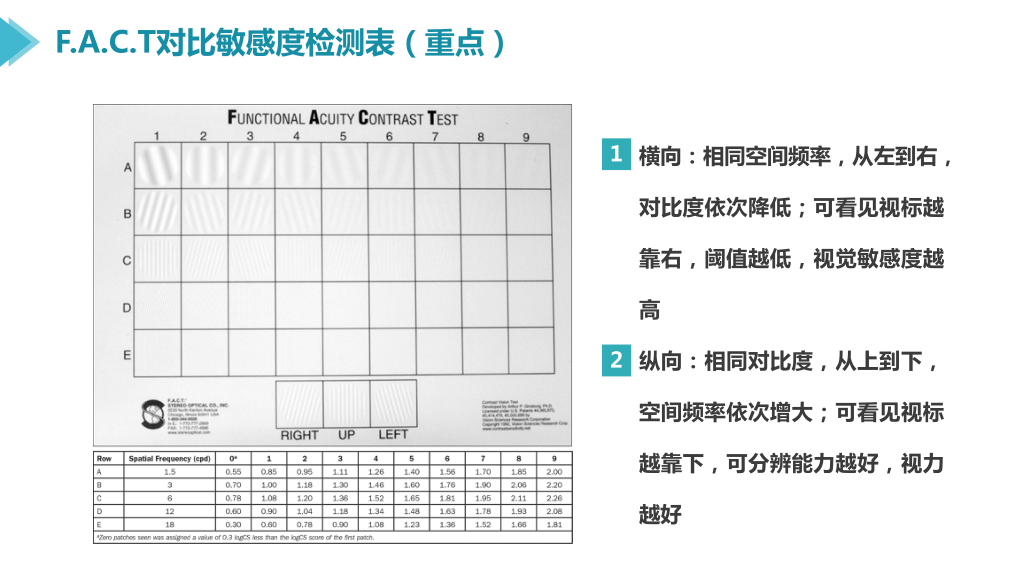 F.A.C.T对比敏感度检测表（重点）
FUNCTIONAL ACUITY CONTRAST TEST
1 2 3 4 5 6 7 8 9
A
B
C
D
E
F.A.C.T.
STEREO OPTICAL CO., INC.
RIGHT UP LEFT
Row Spatial Frequency (cpd) 0* 1 2 3 4 5 6 7 8 9
A 1.5 0.55 0.85 0.95 1.11 1.26 1.40 1.56 1.70 1.85 2.00
B 3 0.70 1.00 1.18 1.30 1.46 1.60 1.76 1.90 2.06 2.20
C 6 0.78 1.08 1.20 1.36 1.52 1.65 1.81 1.95 2.11 2.26
D 12 0.60 0.90 1.04 1.18 1.34 1.48 1.63 1.78 1.93 2.08
E 18 0.30 0.60 0.78 0.90 1.08 1.23 1.36 1.52 1.66 1.81
*Zero patches seen was assigned a value of 0.3 logCS less than the logCS score of the first patch.
1 横向：相同空间频率，从左到右，
对比度依次降低；可看见视标越
靠右，阈值越低，视觉敏感度越
高
2 纵向：相同对比度，从上到下，
空间频率依次增大；可看见视标
越靠下，可分辨能力越好，视力
越好